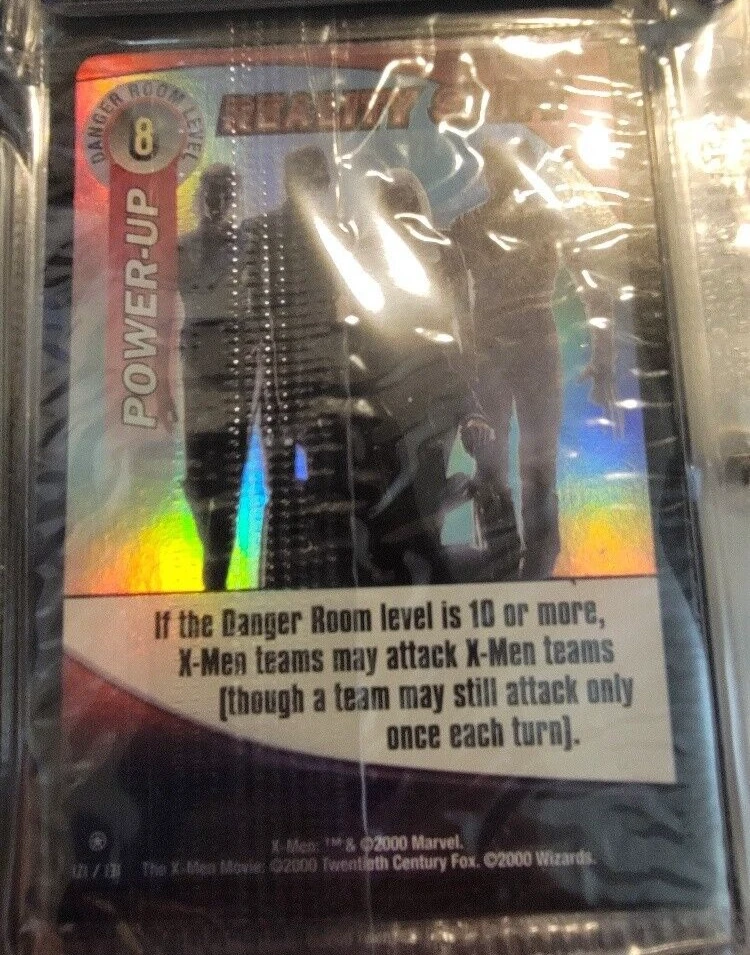 DANGER ROOM LEVEL
8
REALITY
POWER-UP
If the Danger Room level is 10 or more,
X-Men teams may attack X-Men teams
(though a team may still attack only
once each turn).
X-Men: ™ & ©2000 Marvel.
The X-Men Movie: ©2000 Twentieth Century Fox. ©2000 Wizards.